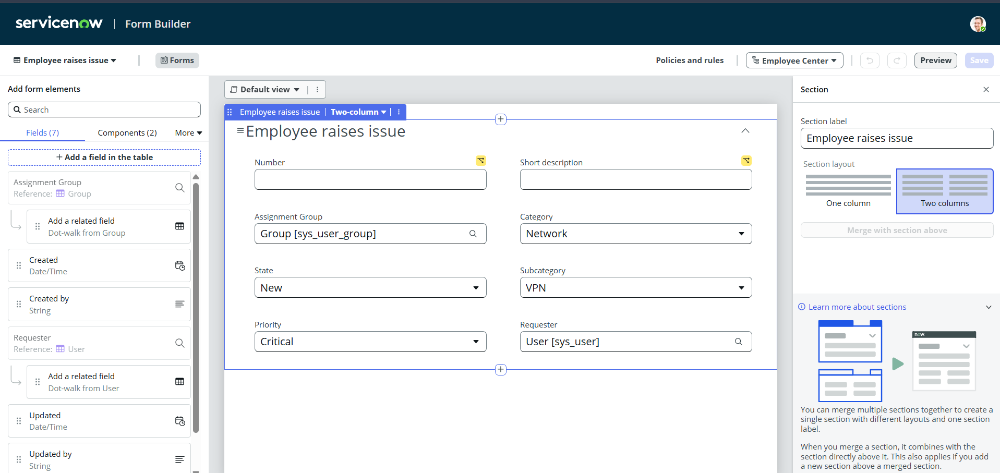 servicenow
Form Builder
Employee raises issue
Forms
Policies and rules
Employee Center
Preview
Save
Add form elements
Search
Fields (7)
Components (2)
More
+ Add a field in the table
Assignment Group
Reference: Group
Add a related field
Dot-walk from Group
Created
Date/Time
Created by
String
Requester
Reference: User
Add a related field
Dot-walk from User
Updated
Date/Time
Updated by
String
Default view
Employee raises issue
Two-column
Employee raises issue
Number
Short description
Assignment Group
Group [sys_user_group]
Category
Network
State
New
Subcategory
VPN
Priority
Critical
Requester
User [sys_user]
Section
Section label
Employee raises issue
Section layout
One column
Two columns
Merge with section above
Learn more about sections
now.
You can merge multiple sections together to create a
single section with different layouts and one section
label.
When you merge a section, it combines with the
section directly above it. This also applies if you add
a new section above a merged section.